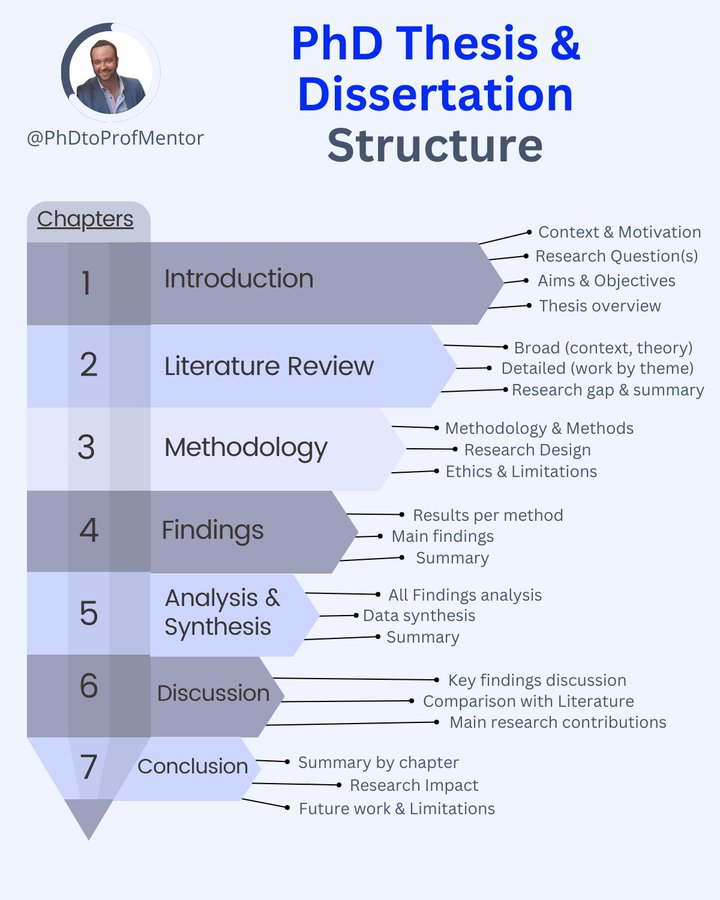 PhD Thesis &
Dissertation
Structure
@PhDtoProfMentor
Chapters
1
Introduction
Context & Motivation
Research Question(s)
Aims & Objectives
Thesis overview
2
Literature Review
Broad (context, theory)
Detailed (work by theme)
Research gap & summary
3
Methodology
Methodology & Methods
Research Design
Ethics & Limitations
4
Findings
Results per method
Main findings
Summary
5
Analysis &
Synthesis
All Findings analysis
Data synthesis
Summary
6
Discussion
Key findings discussion
Comparison with Literature
Main research contributions
7
Conclusion
Summary by chapter
Research Impact
Future work & Limitations